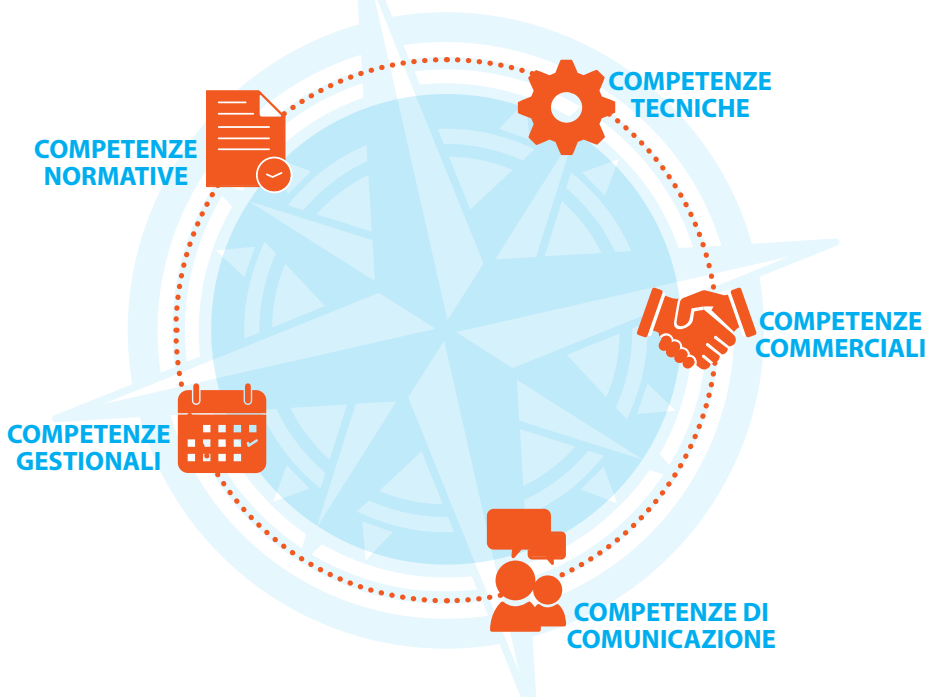 COMPETENZE
TECNICHE
COMPETENZE
NORMATIVE
COMPETENZE
COMMERCIALI
COMPETENZE
GESTIONALI
COMPETENZE DI
COMUNICAZIONE